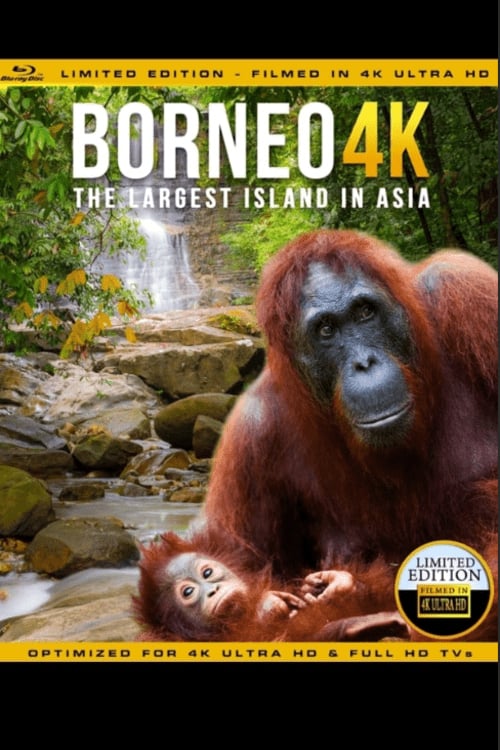 Blu-ray Disc
LIMITED EDITION - FILMED IN 4K ULTRA HD
BORNEO4K
THE LARGEST ISLAND IN ASIA
LIMITED
EDITION
FILMED IN
4K ULTRA HD
OPTIMIZED FOR 4K ULTRA HD & FULL HD TVs